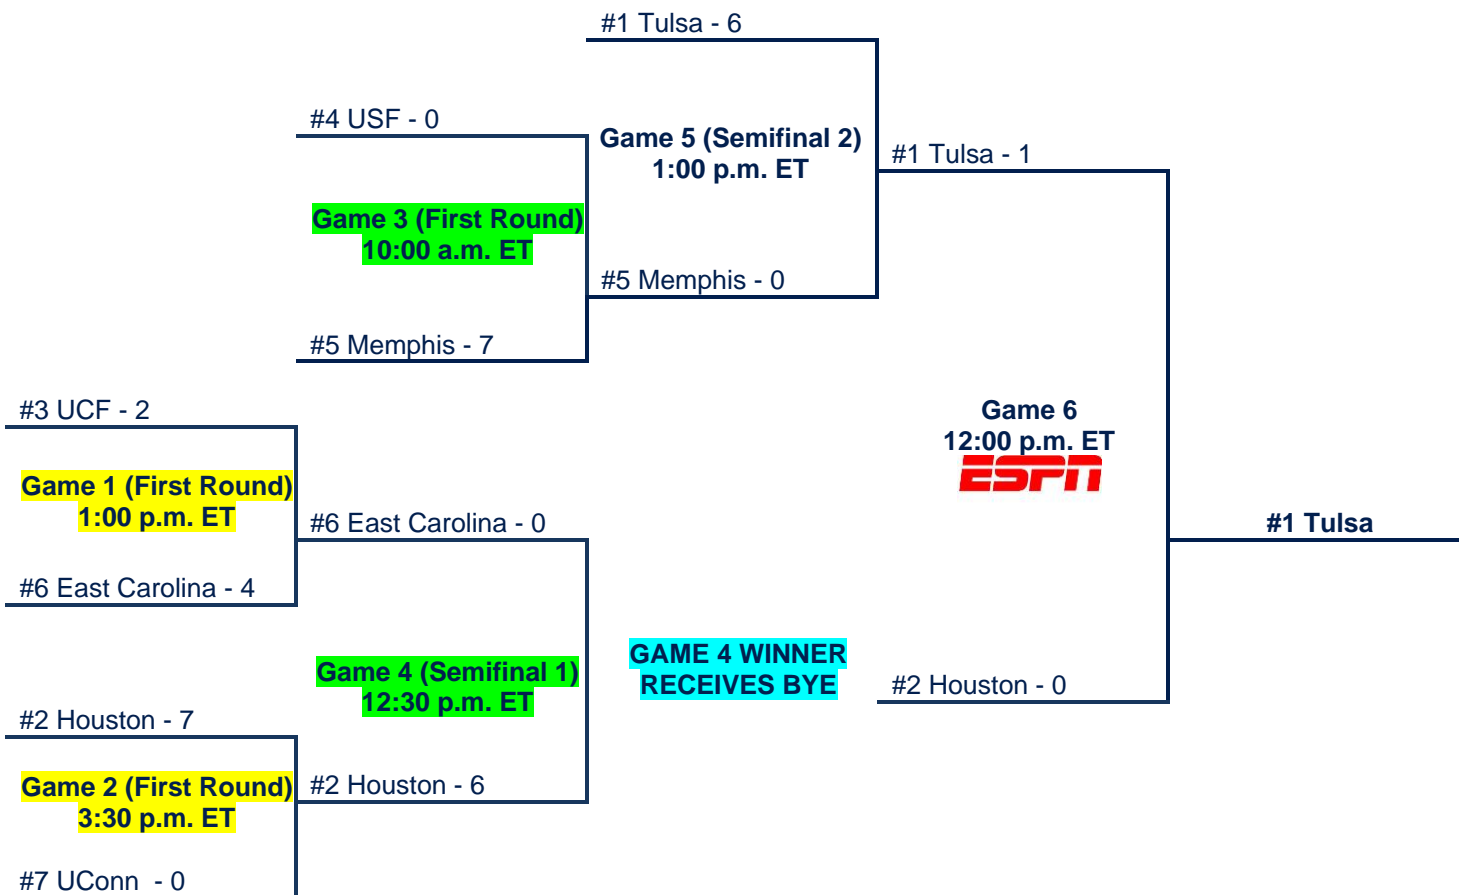 #1 Tulsa - 6
#4 USF - 0
Game 5 (Semifinal 2)
1:00 p.m. ET
#1 Tulsa - 1
Game 3 (First Round)
10:00 a.m. ET
#5 Memphis - 0
#5 Memphis - 7
#3 UCF - 2
Game 6
12:00 p.m. ET
ESPN
Game 1 (First Round)
1:00 p.m. ET
#6 East Carolina - 0
#1 Tulsa
#6 East Carolina - 4
GAME 4 WINNER
RECEIVES BYE
Game 4 (Semifinal 1)
12:30 p.m. ET
#2 Houston - 0
#2 Houston - 7
Game 2 (First Round)
3:30 p.m. ET
#2 Houston - 6
#7 UConn  - 0